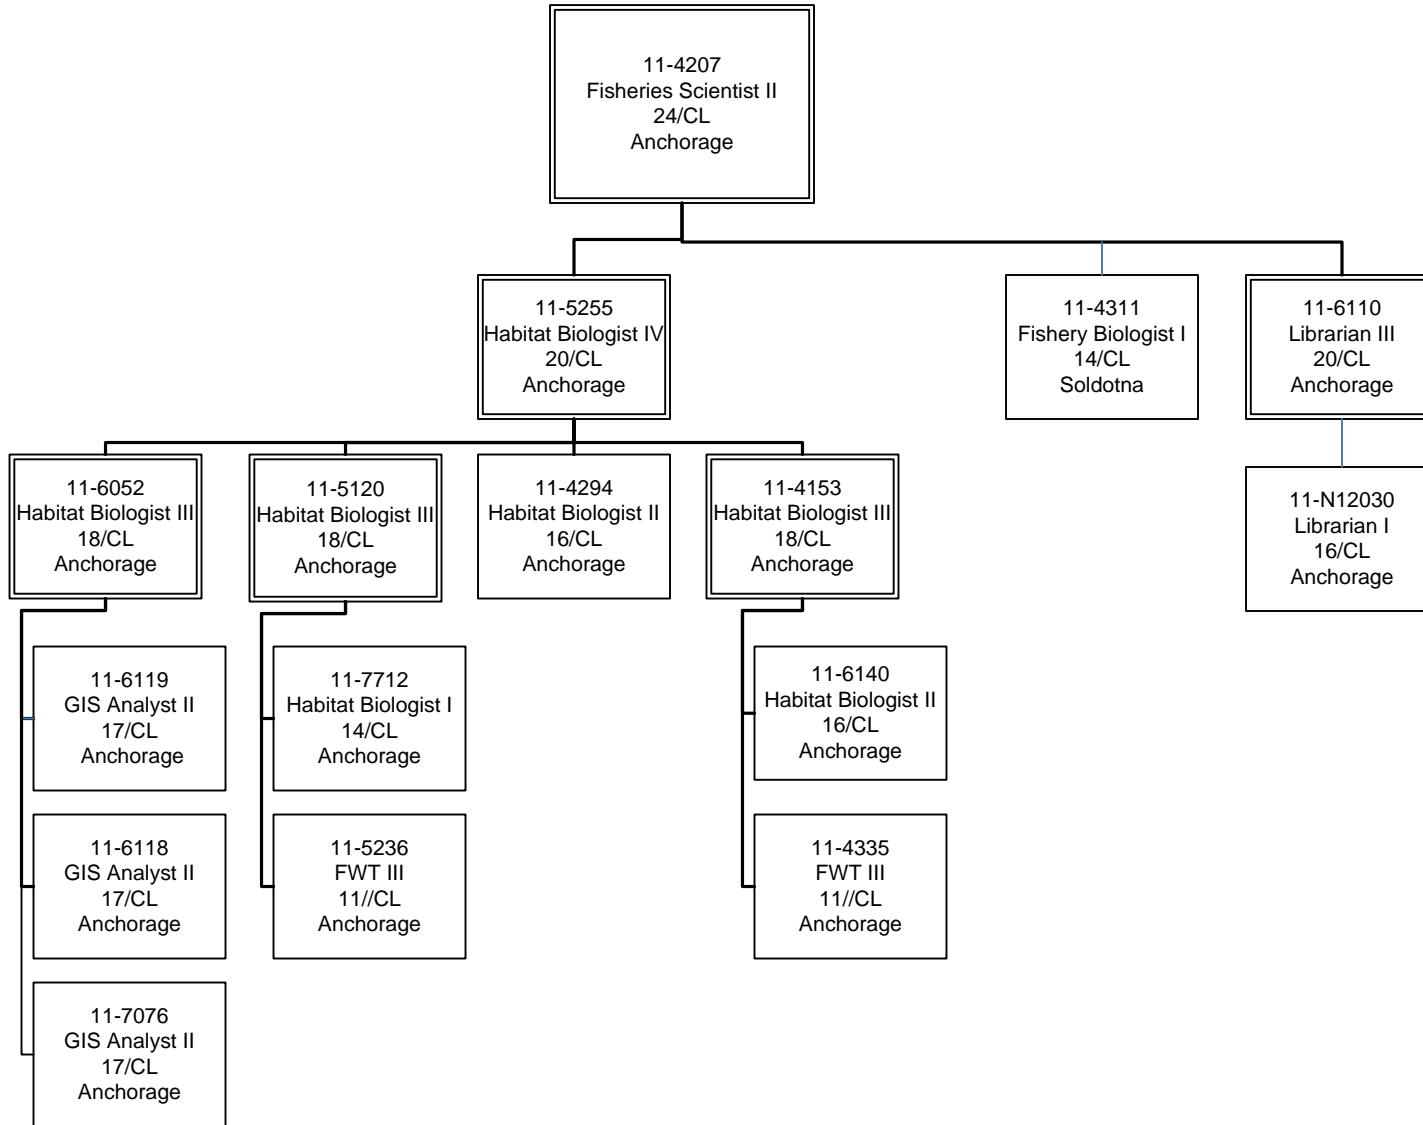 11-4207
Fisheries Scientist II
24/CL
Anchorage
11-5255
Habitat Biologist IV
20/CL
Anchorage
11-4311
Fishery Biologist I
14/CL
Soldotna
11-6110
Librarian III
20/CL
Anchorage
11-6052
Habitat Biologist III
18/CL
Anchorage
11-5120
Habitat Biologist III
18/CL
Anchorage
11-4294
Habitat Biologist II
16/CL
Anchorage
11-4153
Habitat Biologist III
18/CL
Anchorage
11-N12030
Librarian I
16/CL
Anchorage
11-6119
GIS Analyst II
17/CL
Anchorage
11-7712
Habitat Biologist I
14/CL
Anchorage
11-6140
Habitat Biologist II
16/CL
Anchorage
11-6118
GIS Analyst II
17/CL
Anchorage
11-5236
FWT III
11//CL
Anchorage
11-4335
FWT III
11//CL
Anchorage
11-7076
GIS Analyst II
17/CL
Anchorage